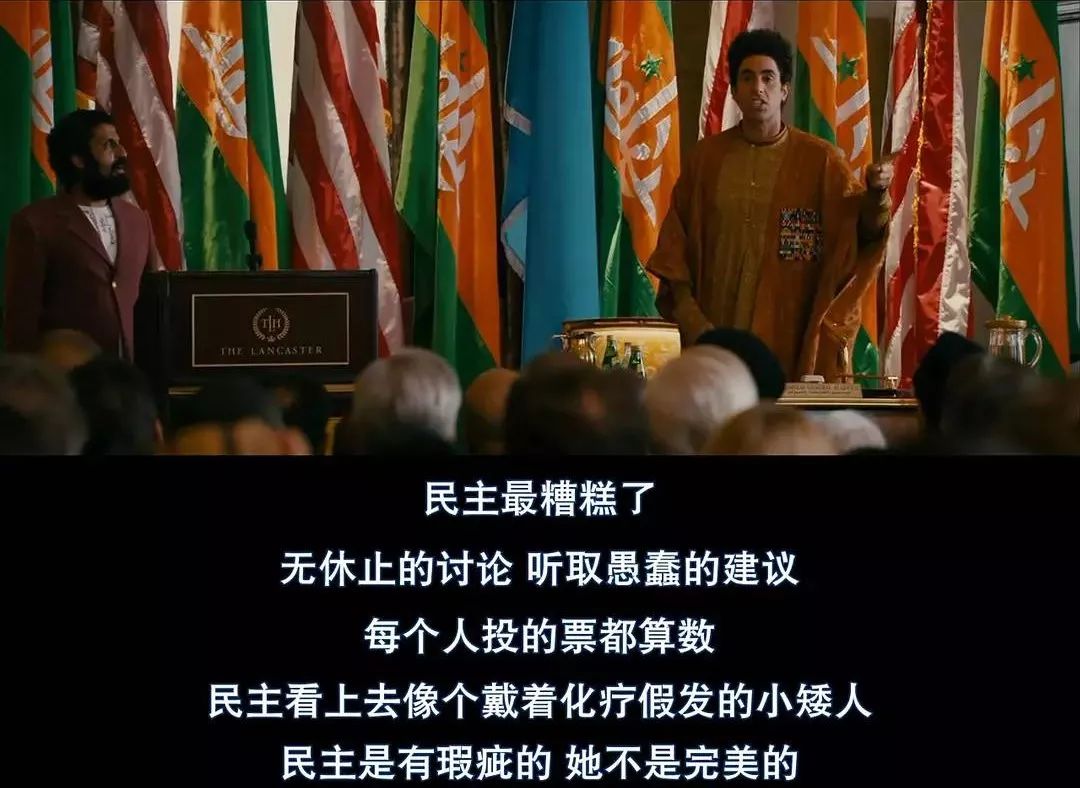 TLH
THE LANCASTER
民主最糟糕了
无休止的讨论 听取愚蠢的建议
每个人投的票都算数
民主看上去像个戴着化疗假发的小矮人
民主是有瑕疵的 她不是完美的